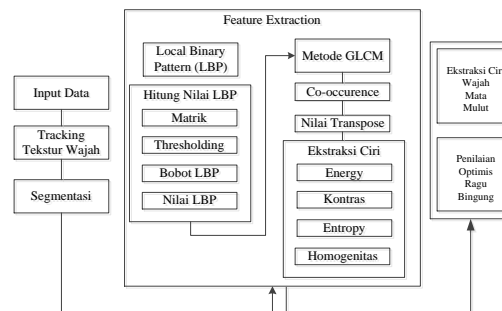 Feature Extraction
Input Data
Tracking
Tekstur Wajah
Segmentasi
Local Binary
Pattern (LBP)
Hitung Nilai LBP
Matrik
Thresholding
Bobot LBP
Nilai LBP
Metode GLCM
Co-occurence
Nilai Transpose
Ekstraksi Ciri
Energy
Kontras
Entropy
Homogenitas
Ekstraksi Ciri
Wajah
Mata
Mulut
Penilaian
Optimis
Ragu
Bingung